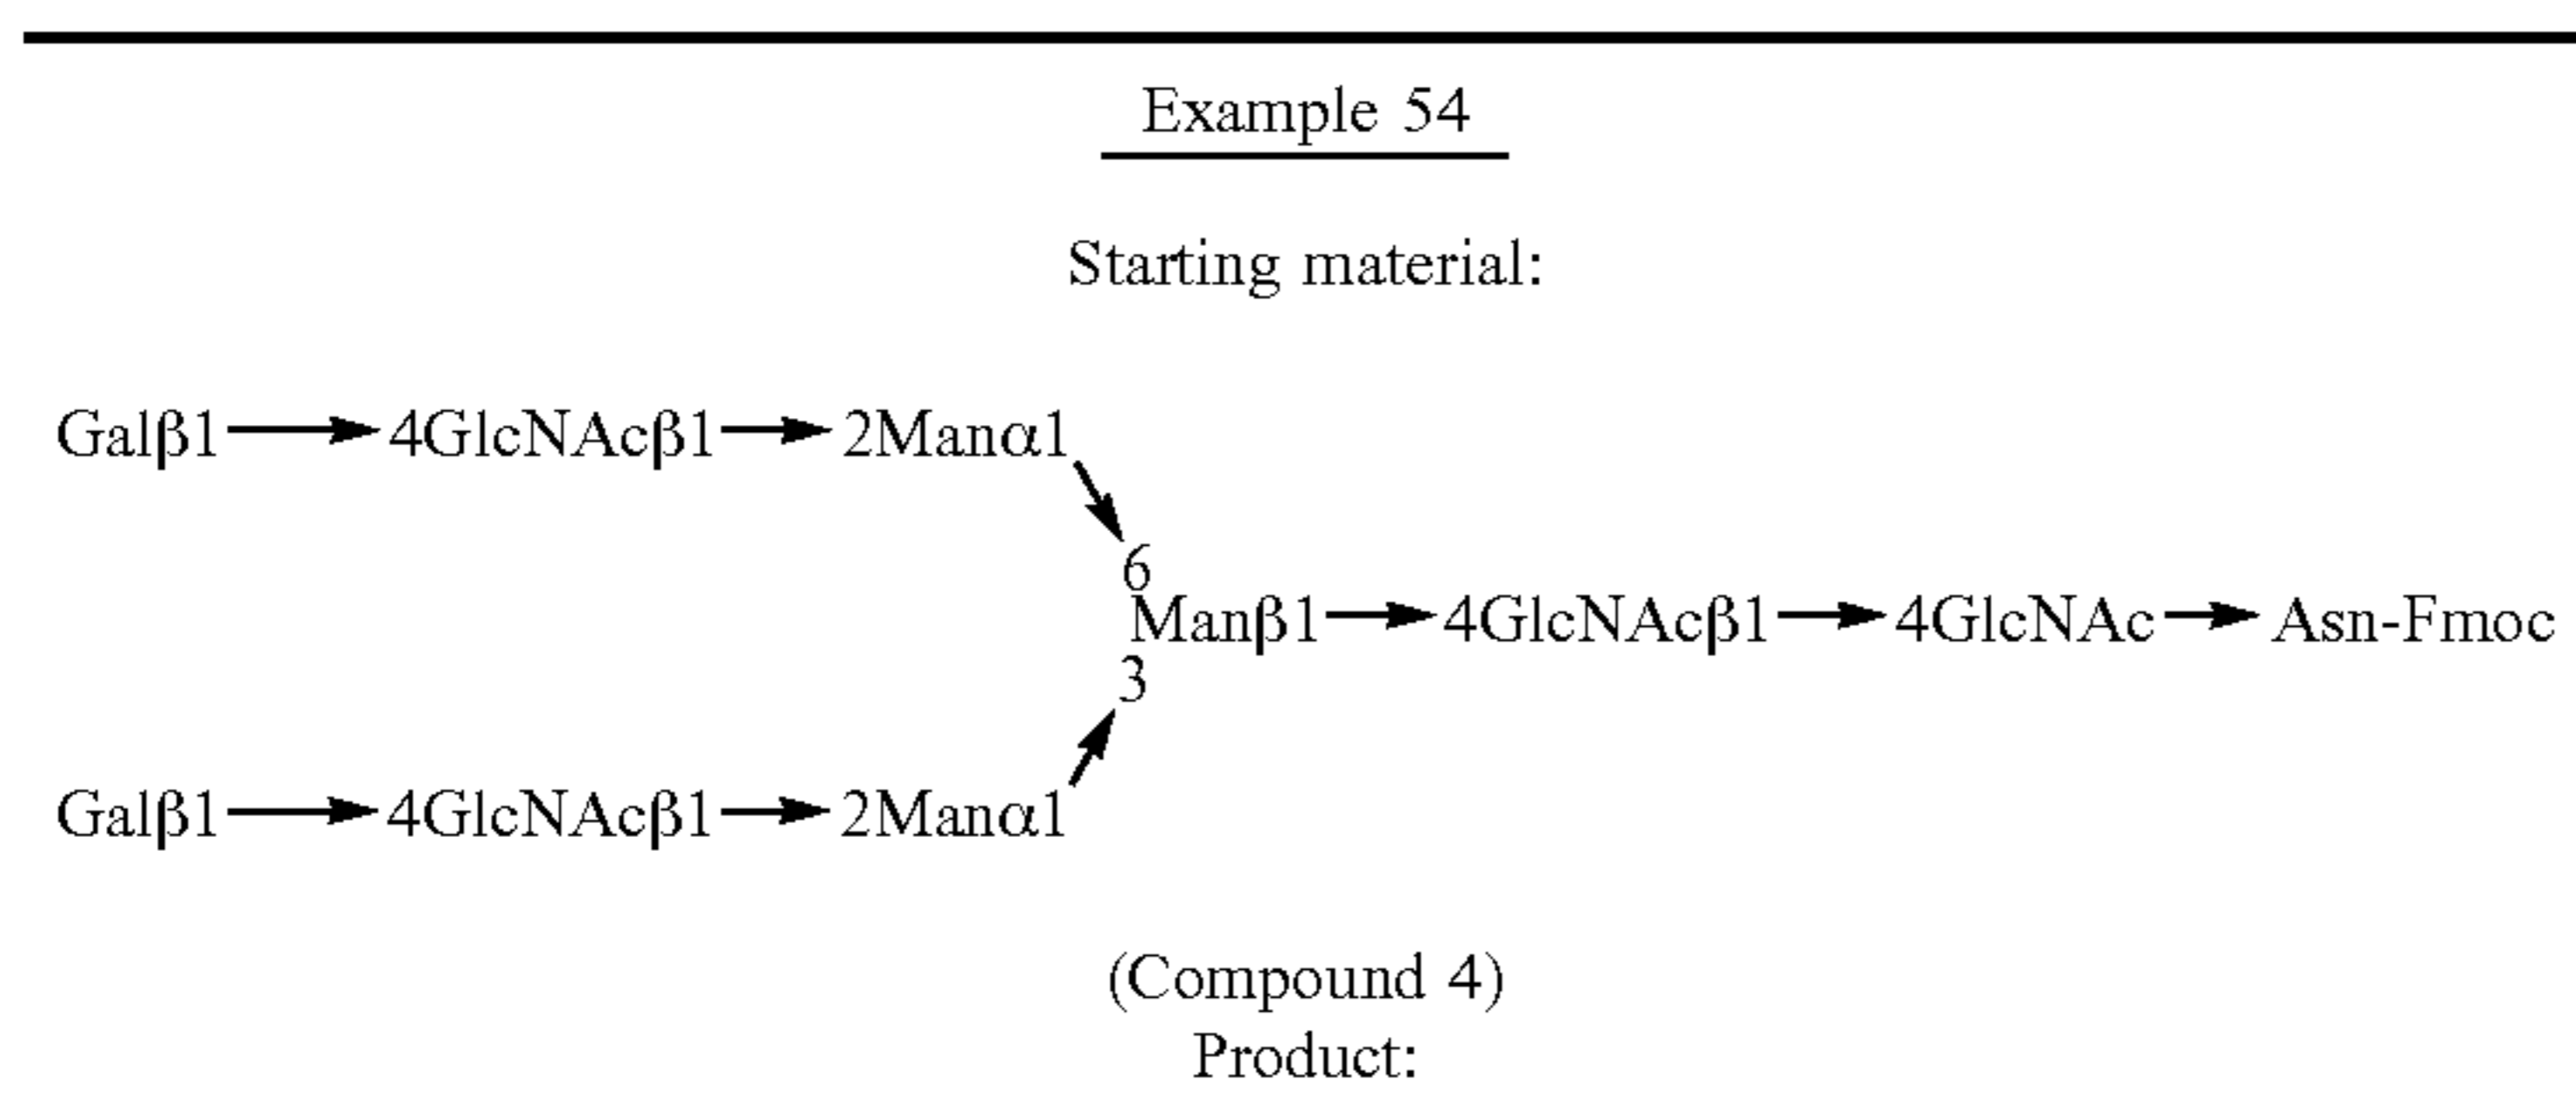 Example 54
Starting material:
Galβ1 → 4GlcNAcβ1 → 2Manα1
6
Manβ1 → 4GlcNAcβ1 → 4GlcNAc → Asn-Fmoc
3
Galβ1 → 4GlcNAcβ1 → 2Manα1
(Compound 4)
Product: